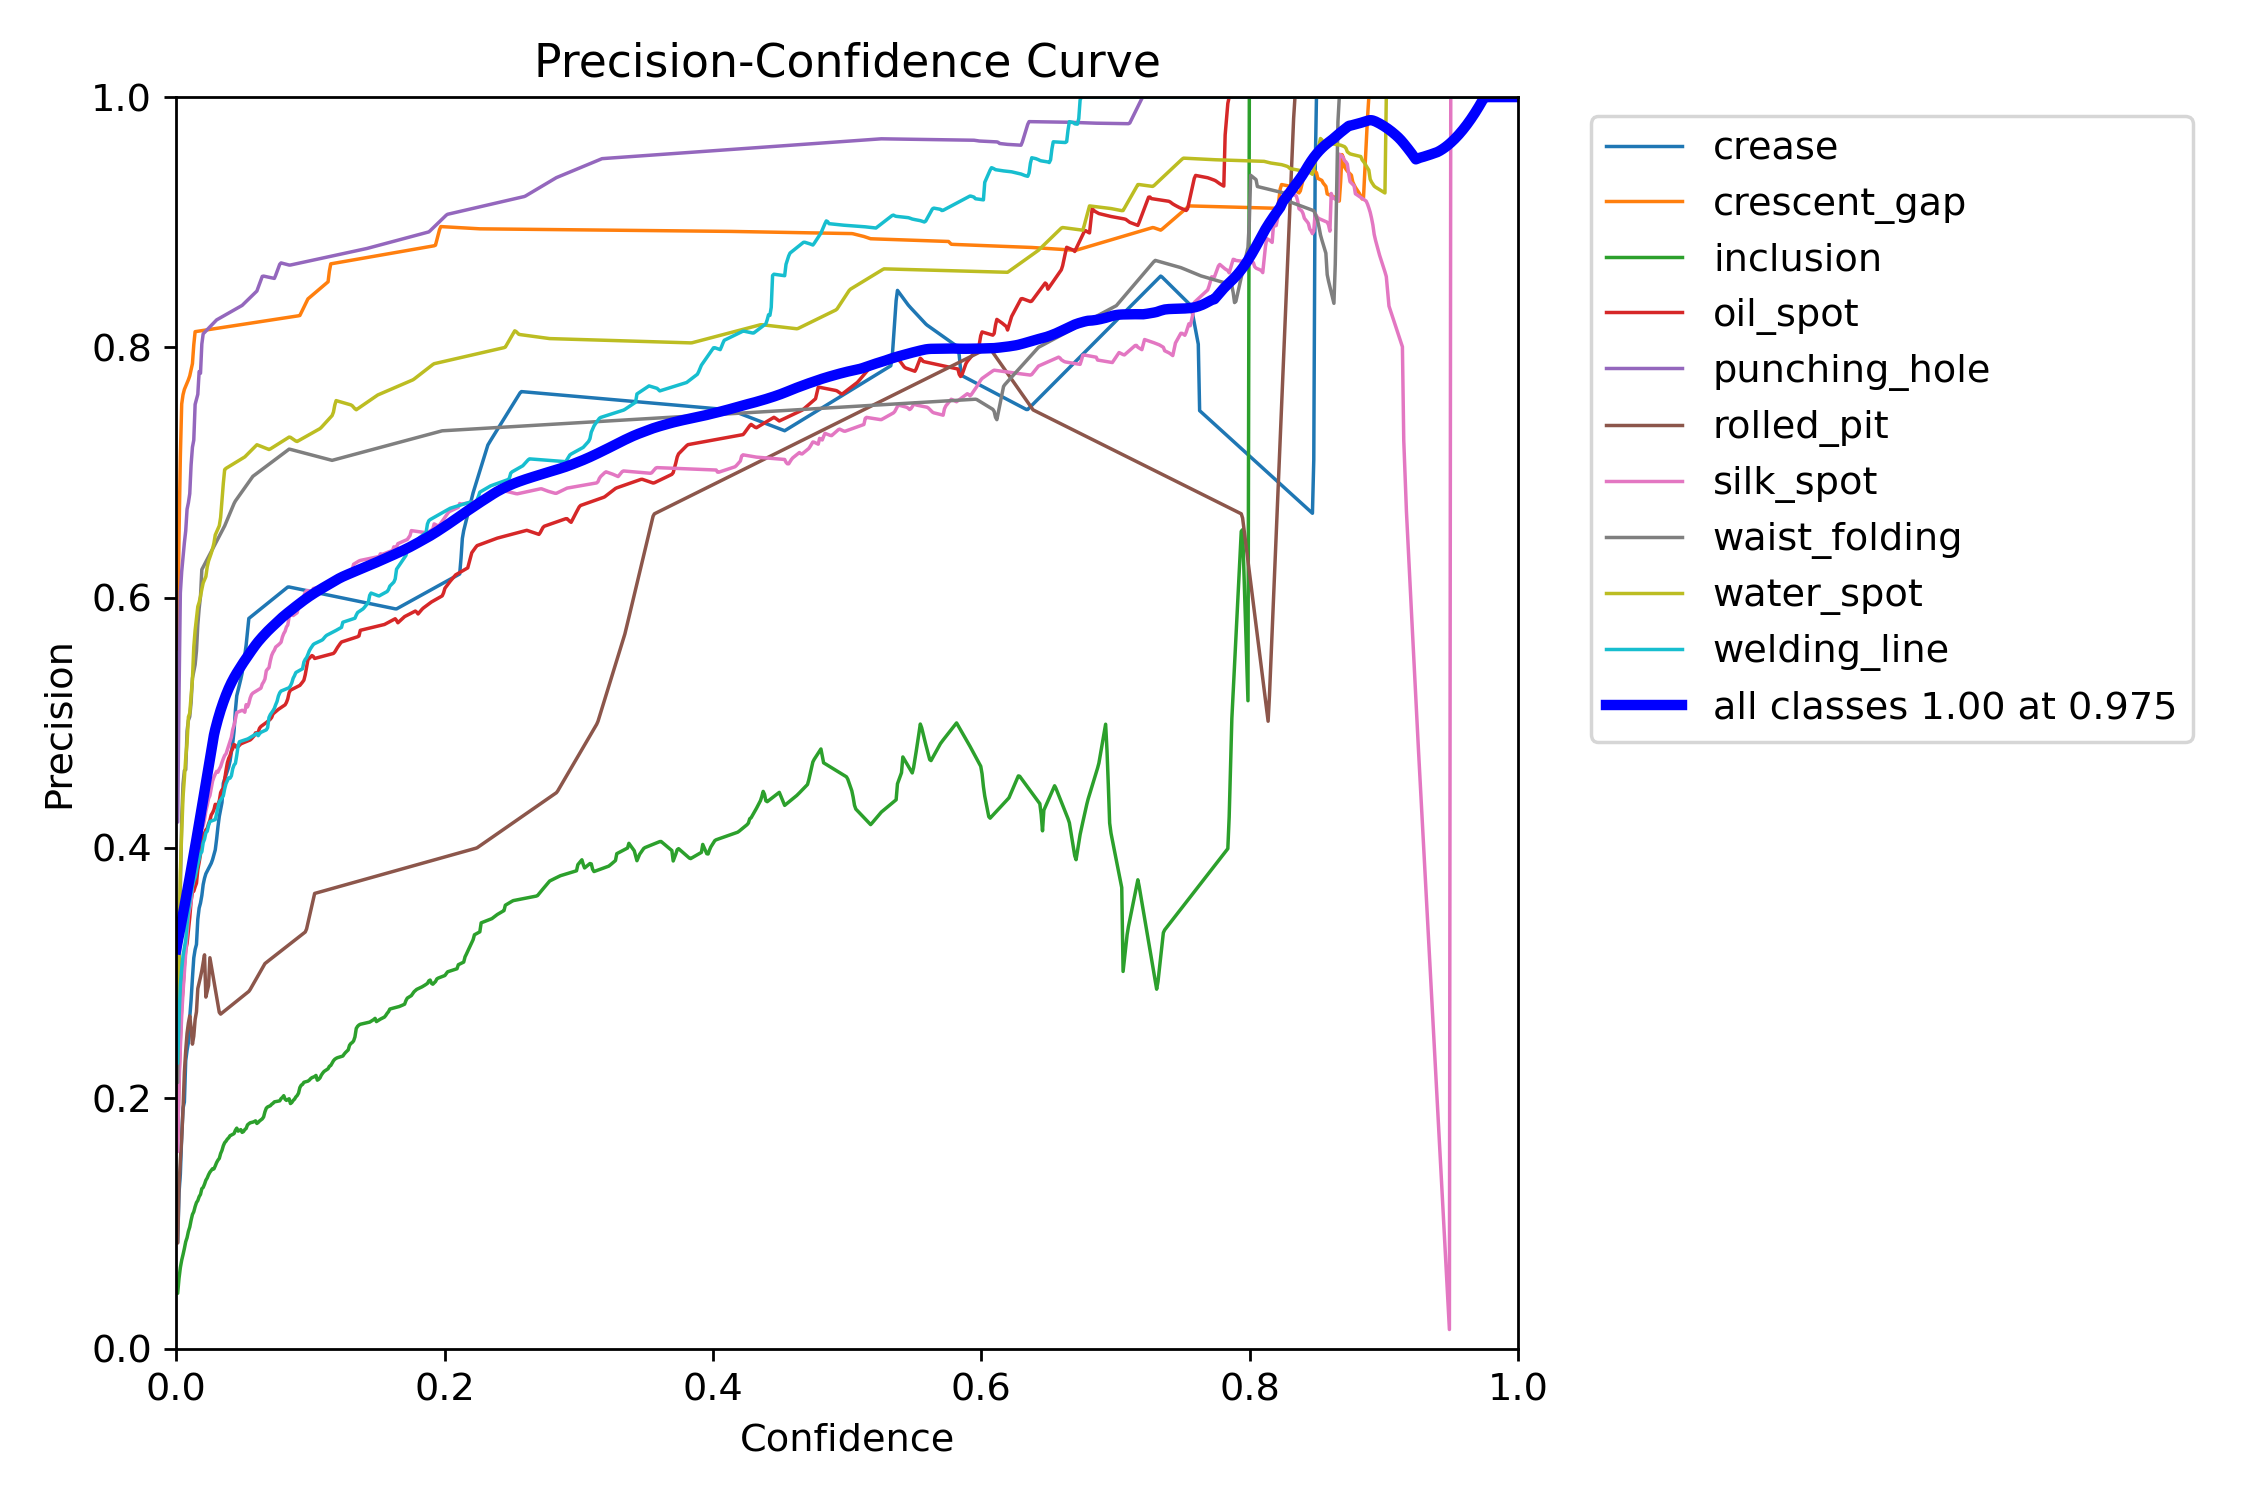 Precision-Confidence Curve
1.0
0.8
0.6
0.4
0.2
0.0
Precision
0.0 0.2 0.4 0.6 0.8 1.0
Confidence
crease
crescent_gap
inclusion
oil_spot
punching_hole
rolled_pit
silk_spot
waist_folding
water_spot
welding_line
all classes 1.00 at 0.975